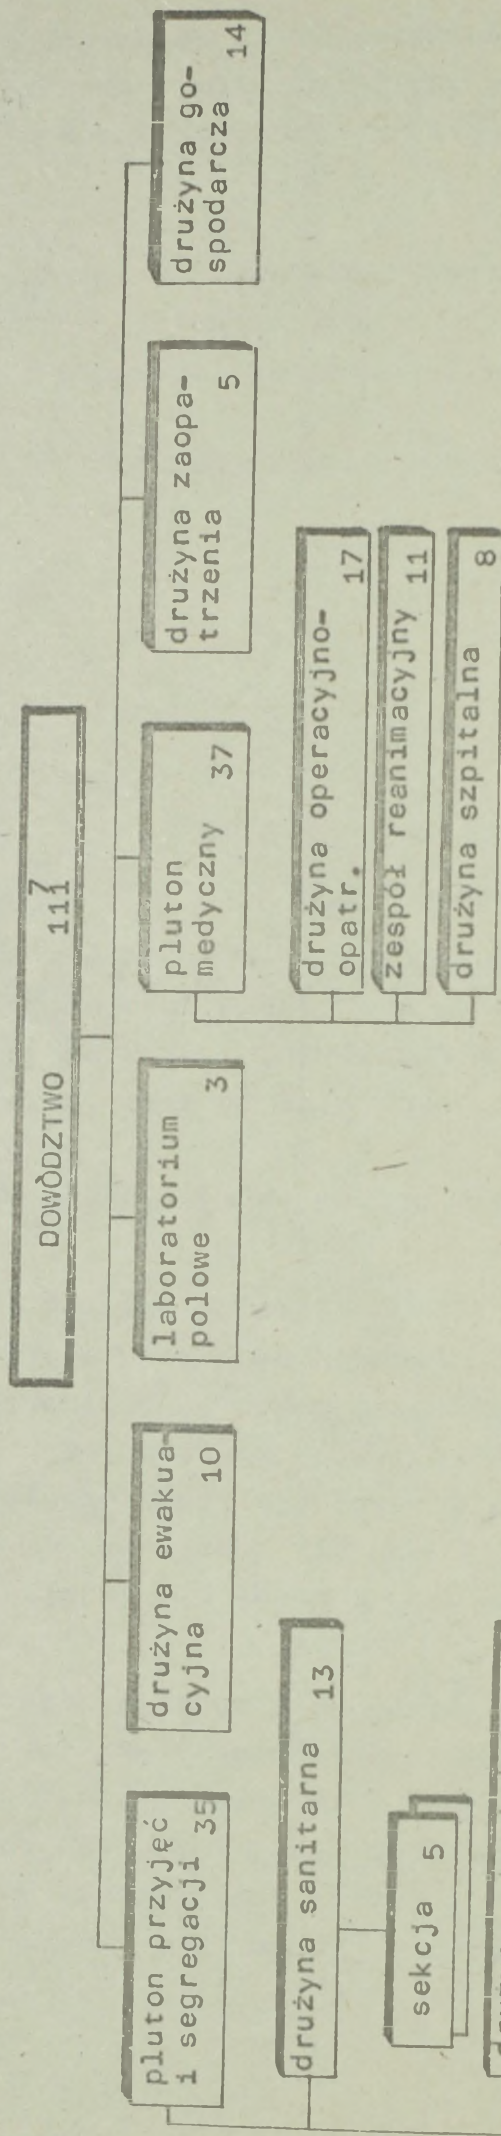 DOWÓDZTWO
7
111
pluton przyjęć
i segregacji 35
drużyna ewakua-
cyjna 10
laboratorium
polowe 3
pluton
medyczny 37
drużyna zaopa-
trzenia 5
drużyna go-
spodarcza 14
drużyna sanitarna 13
sekcja 5
drużyna operacyjno-
opatr. 17
zespół reanimacyjny 11
drużyna szpitalna 8